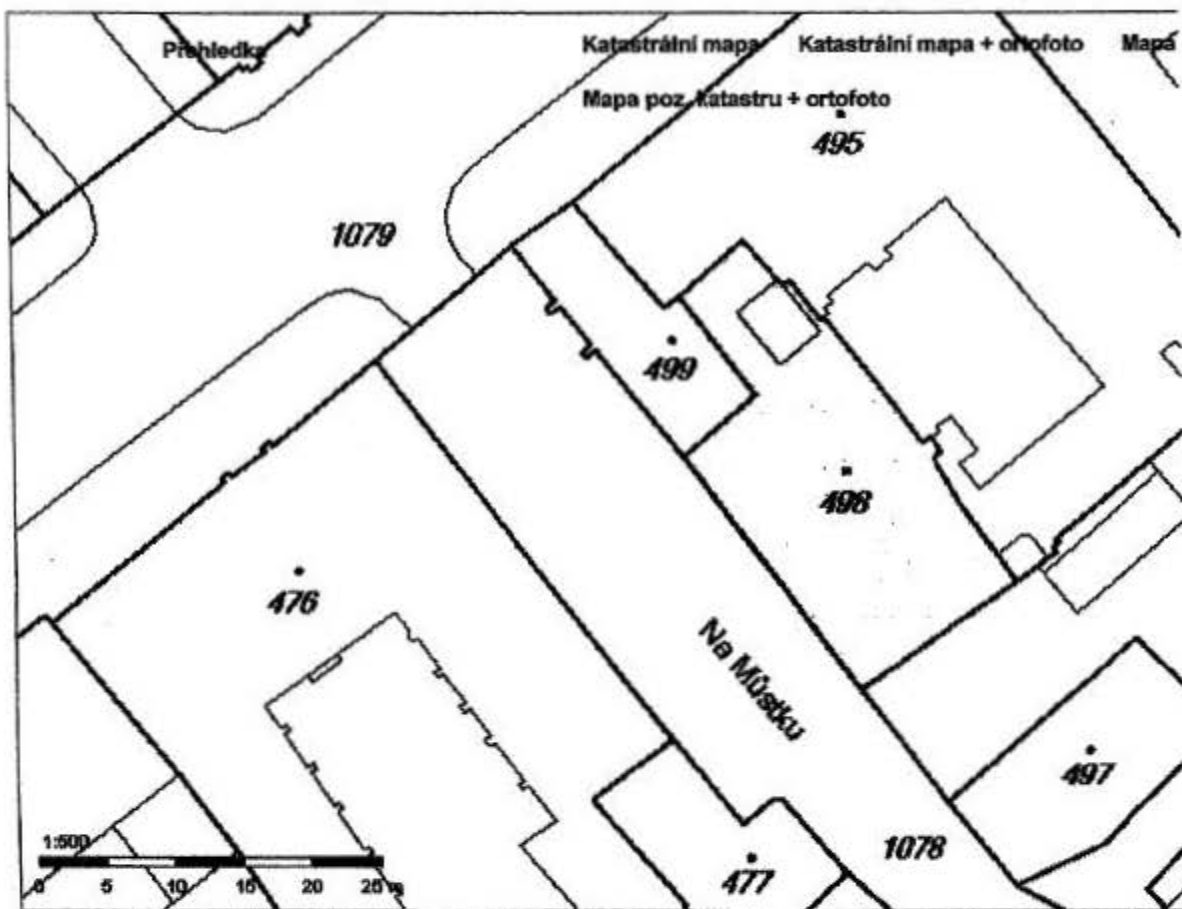 Přehledka Katastrální mapa Katastrální mapa + ortofoto Mapa
Mapa poz. katastru + ortofoto
495
1079
499
498
476
Na Můstku
497
1078
477
1:500
0 5 10 15 20 25